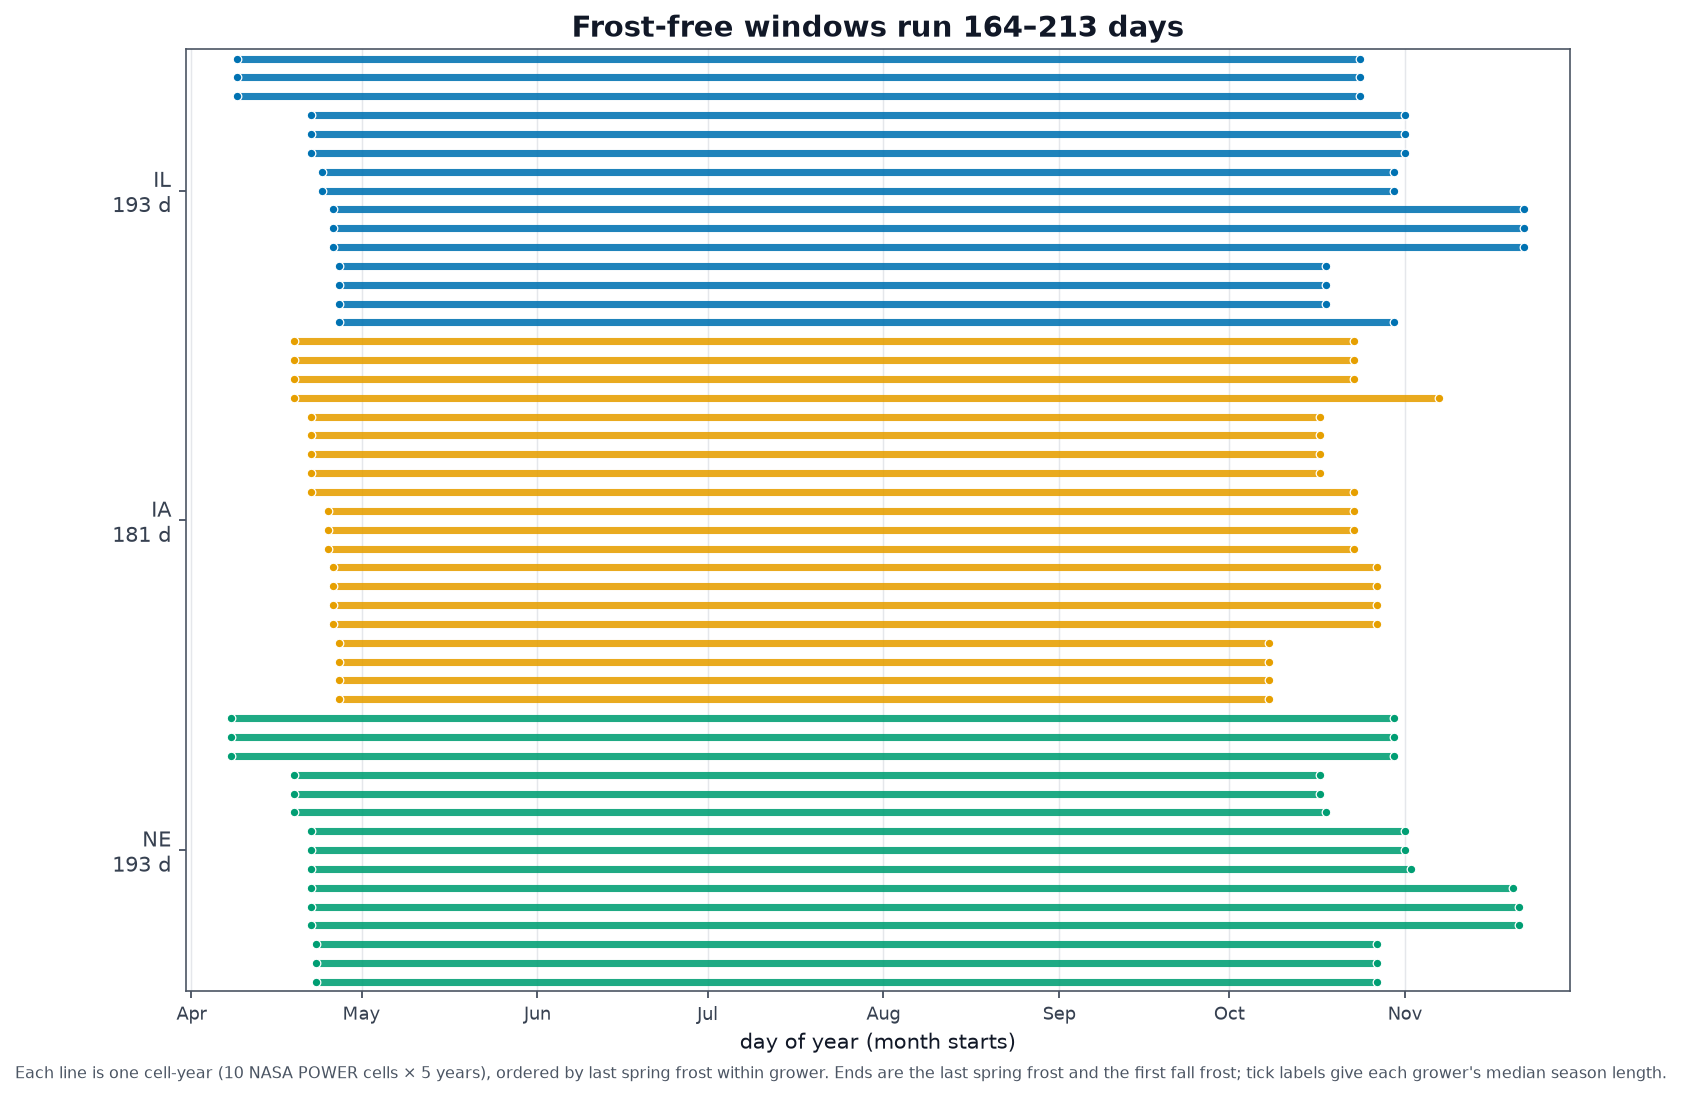 Frost-free windows run 164–213 days
IL
193 d
IA
181 d
NE
193 d
Apr May Jun Jul Aug Sep Oct Nov
day of year (month starts)
Each line is one cell-year (10 NASA POWER cells × 5 years), ordered by last spring frost within grower. Ends are the last spring frost and the first fall frost; tick labels give each grower's median season length.